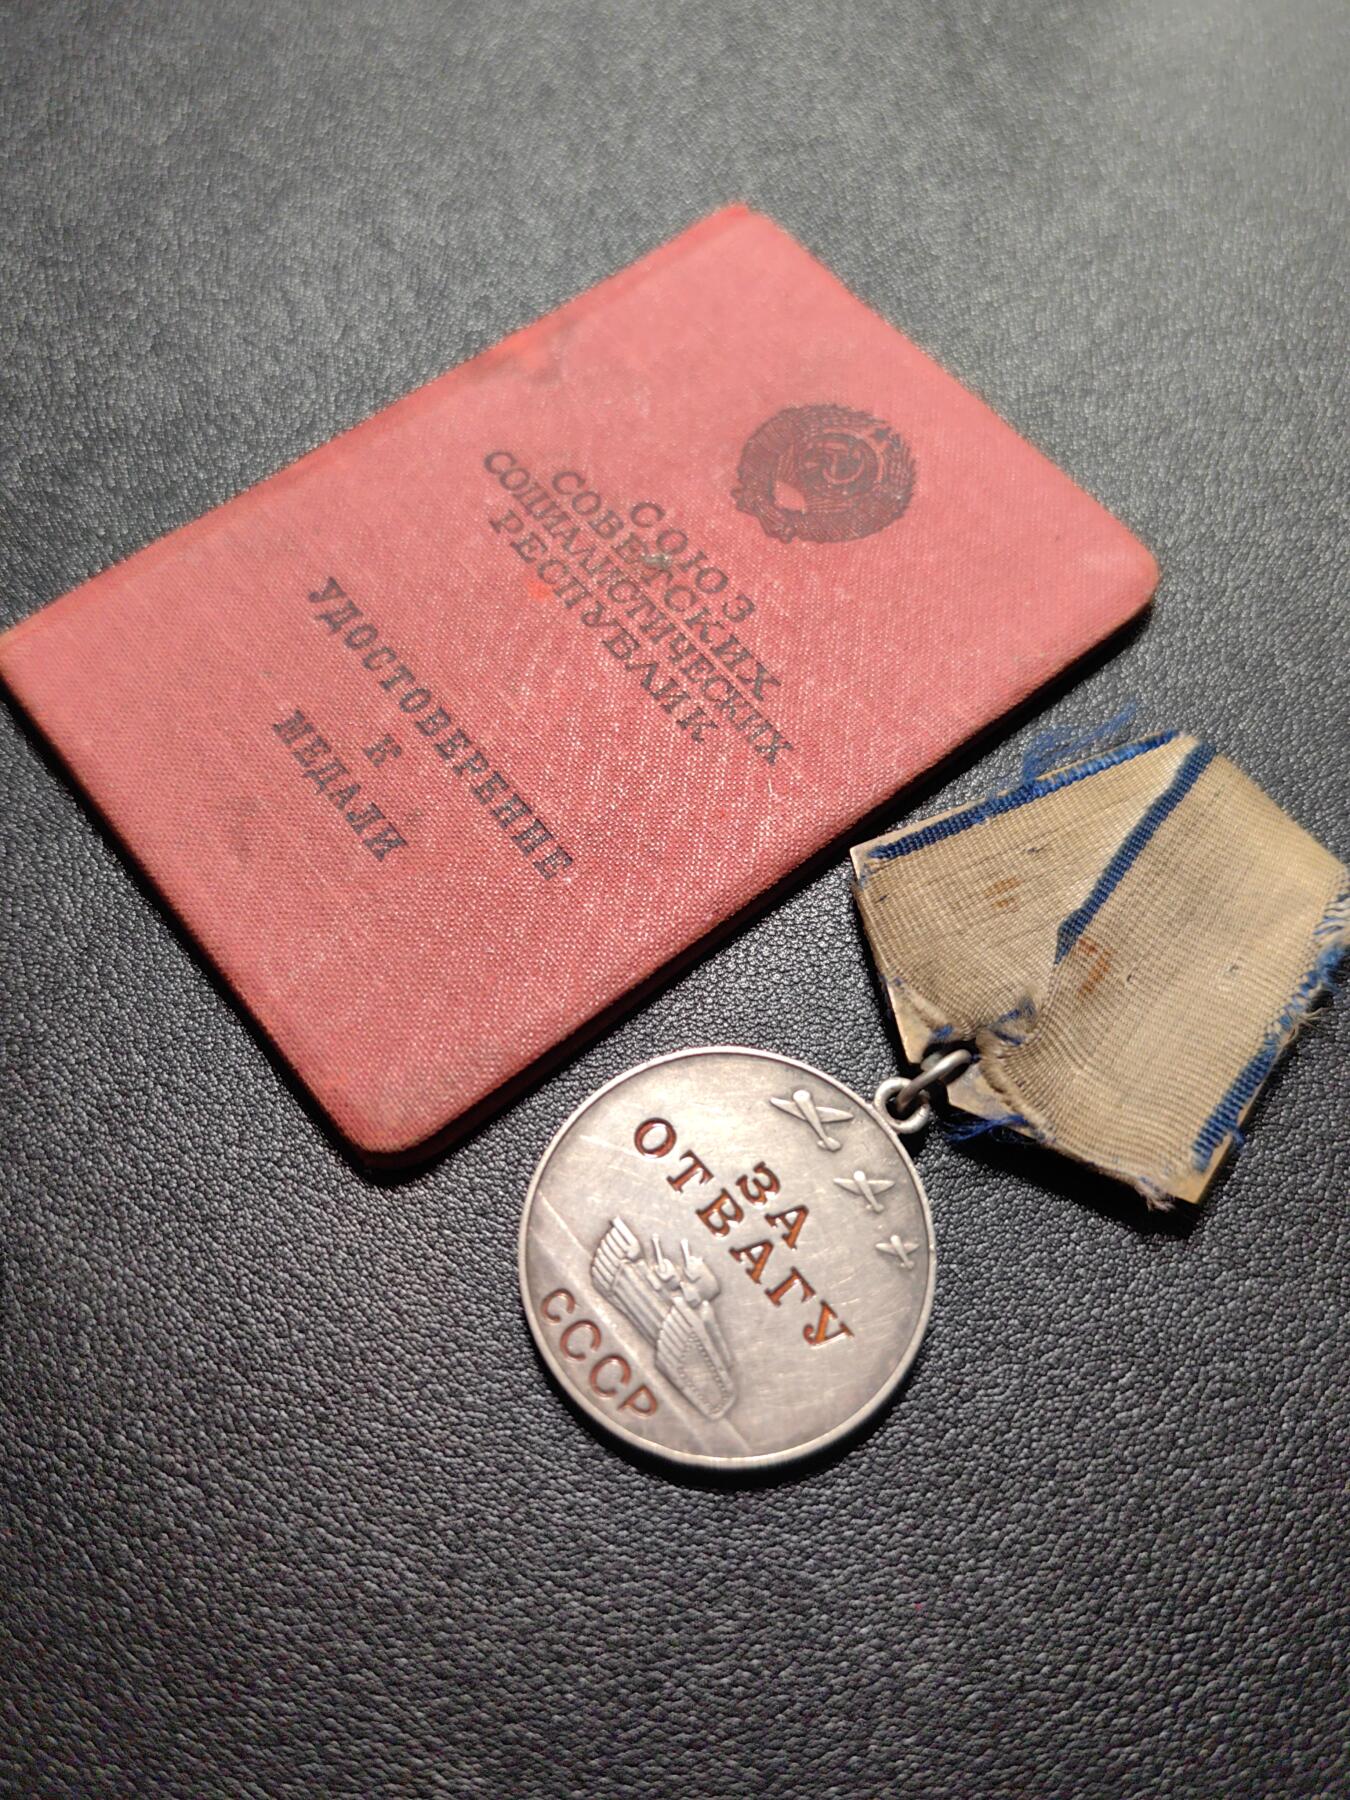 СОЮЗ
СОВЕТСКИХ
СОЦИАЛИСТИЧЕСКИХ
РЕСПУБЛИК
УДОСТОВЕРЕНИЕ
К
МЕДАЛИ
ЗА
ОТВАГУ
СССР